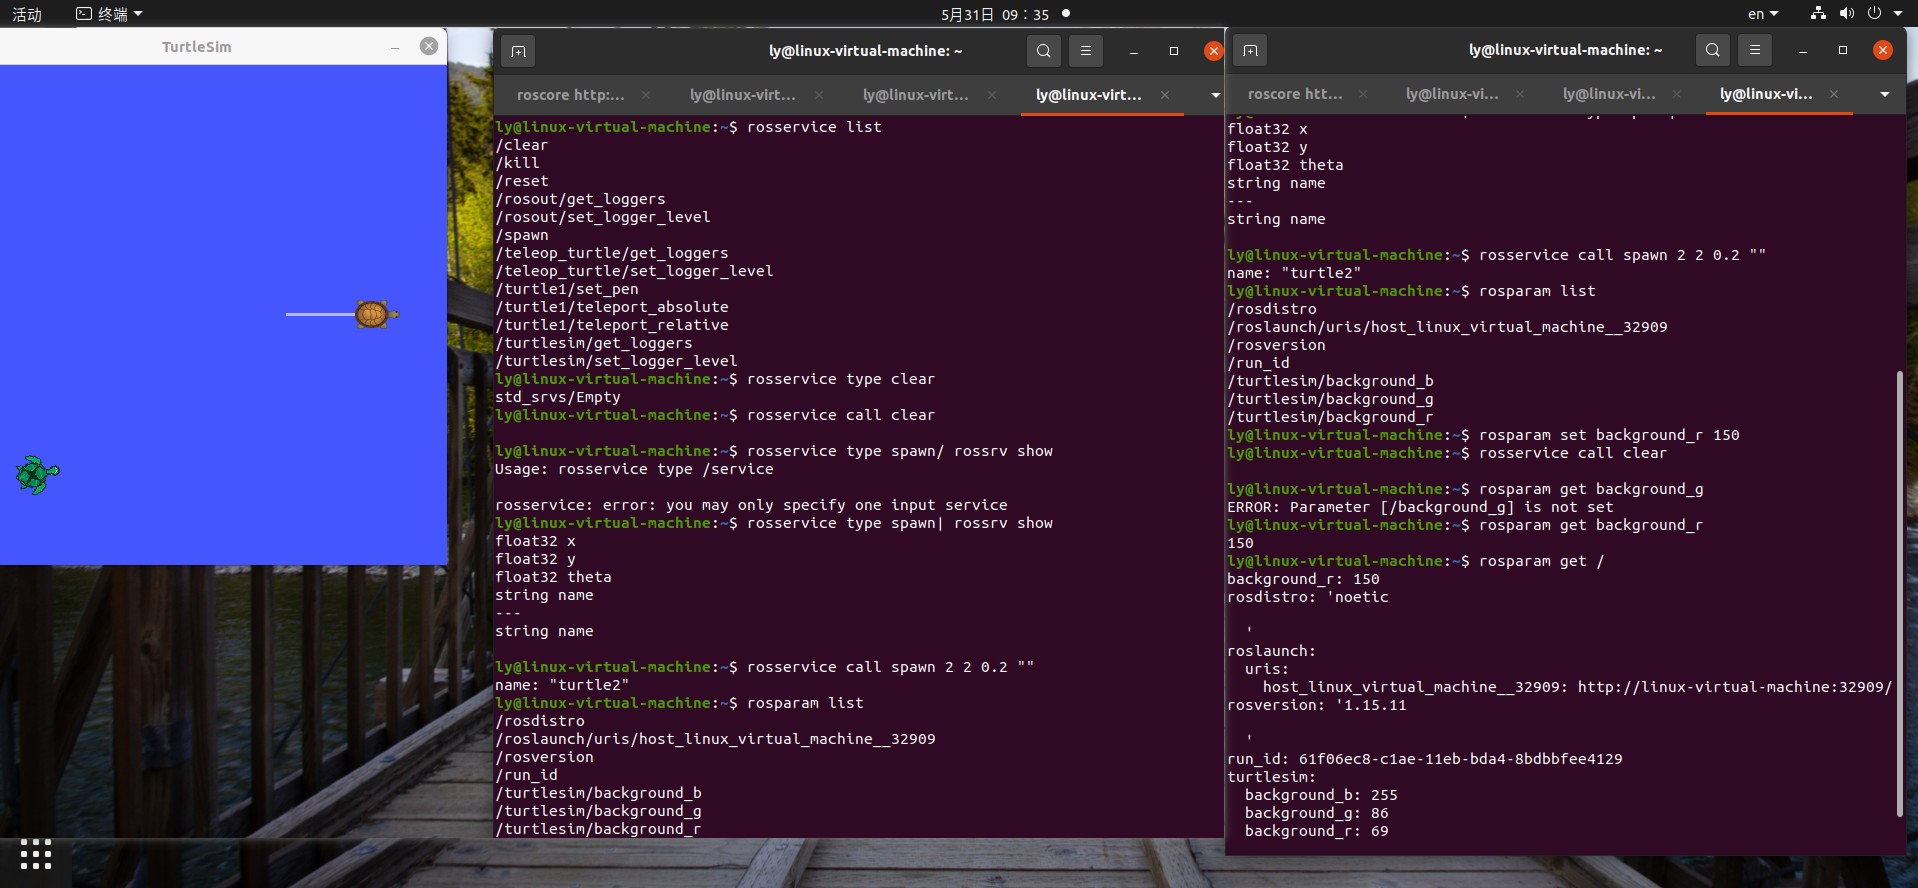 活动
终端
5月31日 09：35
en
TurtleSim
ly@linux-virtual-machine: ~
roscore http:...
ly@linux-virt...
ly@linux-virt...
ly@linux-virt...
ly@linux-virtual-machine:~$ rosservice list
/clear
/kill
/reset
/rosout/get_loggers
/rosout/set_logger_level
/spawn
/teleop_turtle/get_loggers
/teleop_turtle/set_logger_level
/turtle1/set_pen
/turtle1/teleport_absolute
/turtle1/teleport_relative
/turtlesim/get_loggers
/turtlesim/set_logger_level
ly@linux-virtual-machine:~$ rosservice type clear
std_srvs/Empty
ly@linux-virtual-machine:~$ rosservice call clear
ly@linux-virtual-machine:~$ rosservice type spawn/ rossrv show
Usage: rosservice type /service
rosservice: error: you may only specify one input service
ly@linux-virtual-machine:~$ rosservice type spawn| rossrv show
float32 x
float32 y
float32 theta
string name
---
string name
ly@linux-virtual-machine:~$ rosservice call spawn 2 2 0.2 ""
name: "turtle2"
ly@linux-virtual-machine:~$ rosparam list
/rosdistro
/roslaunch/uris/host_linux_virtual_machine__32909
/rosversion
/run_id
/turtlesim/background_b
/turtlesim/background_g
/turtlesim/background_r
ly@linux-virtual-machine: ~
roscore htt...
ly@linux-vi...
ly@linux-vi...
ly@linux-vi...
float32 x
float32 y
float32 theta
string name
---
string name
ly@linux-virtual-machine:~$ rosservice call spawn 2 2 0.2 ""
name: "turtle2"
ly@linux-virtual-machine:~$ rosparam list
/rosdistro
/roslaunch/uris/host_linux_virtual_machine__32909
/rosversion
/run_id
/turtlesim/background_b
/turtlesim/background_g
/turtlesim/background_r
ly@linux-virtual-machine:~$ rosparam set background_r 150
ly@linux-virtual-machine:~$ rosservice call clear
ly@linux-virtual-machine:~$ rosparam get background_g
ERROR: Parameter [/background_g] is not set
ly@linux-virtual-machine:~$ rosparam get background_r
150
ly@linux-virtual-machine:~$ rosparam get /
background_r: 150
rosdistro: 'noetic
'
roslaunch:
uris:
host_linux_virtual_machine__32909: http://linux-virtual-machine:32909/
rosversion: '1.15.11
'
run_id: 61f06ec8-c1ae-11eb-bda4-8bdbbfee4129
turtlesim:
background_b: 255
background_g: 86
background_r: 69